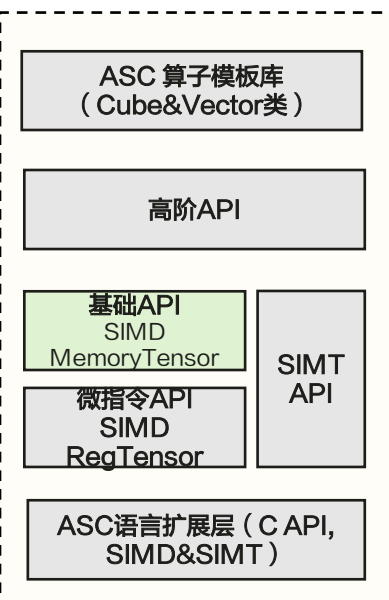 ASC 算子模板库
（Cube&Vector类）
高阶API
基础API
SIMD
MemoryTensor
微指令API
SIMD
RegTensor
SIMT
API
ASC语言扩展层（C API,
SIMD&SIMT）